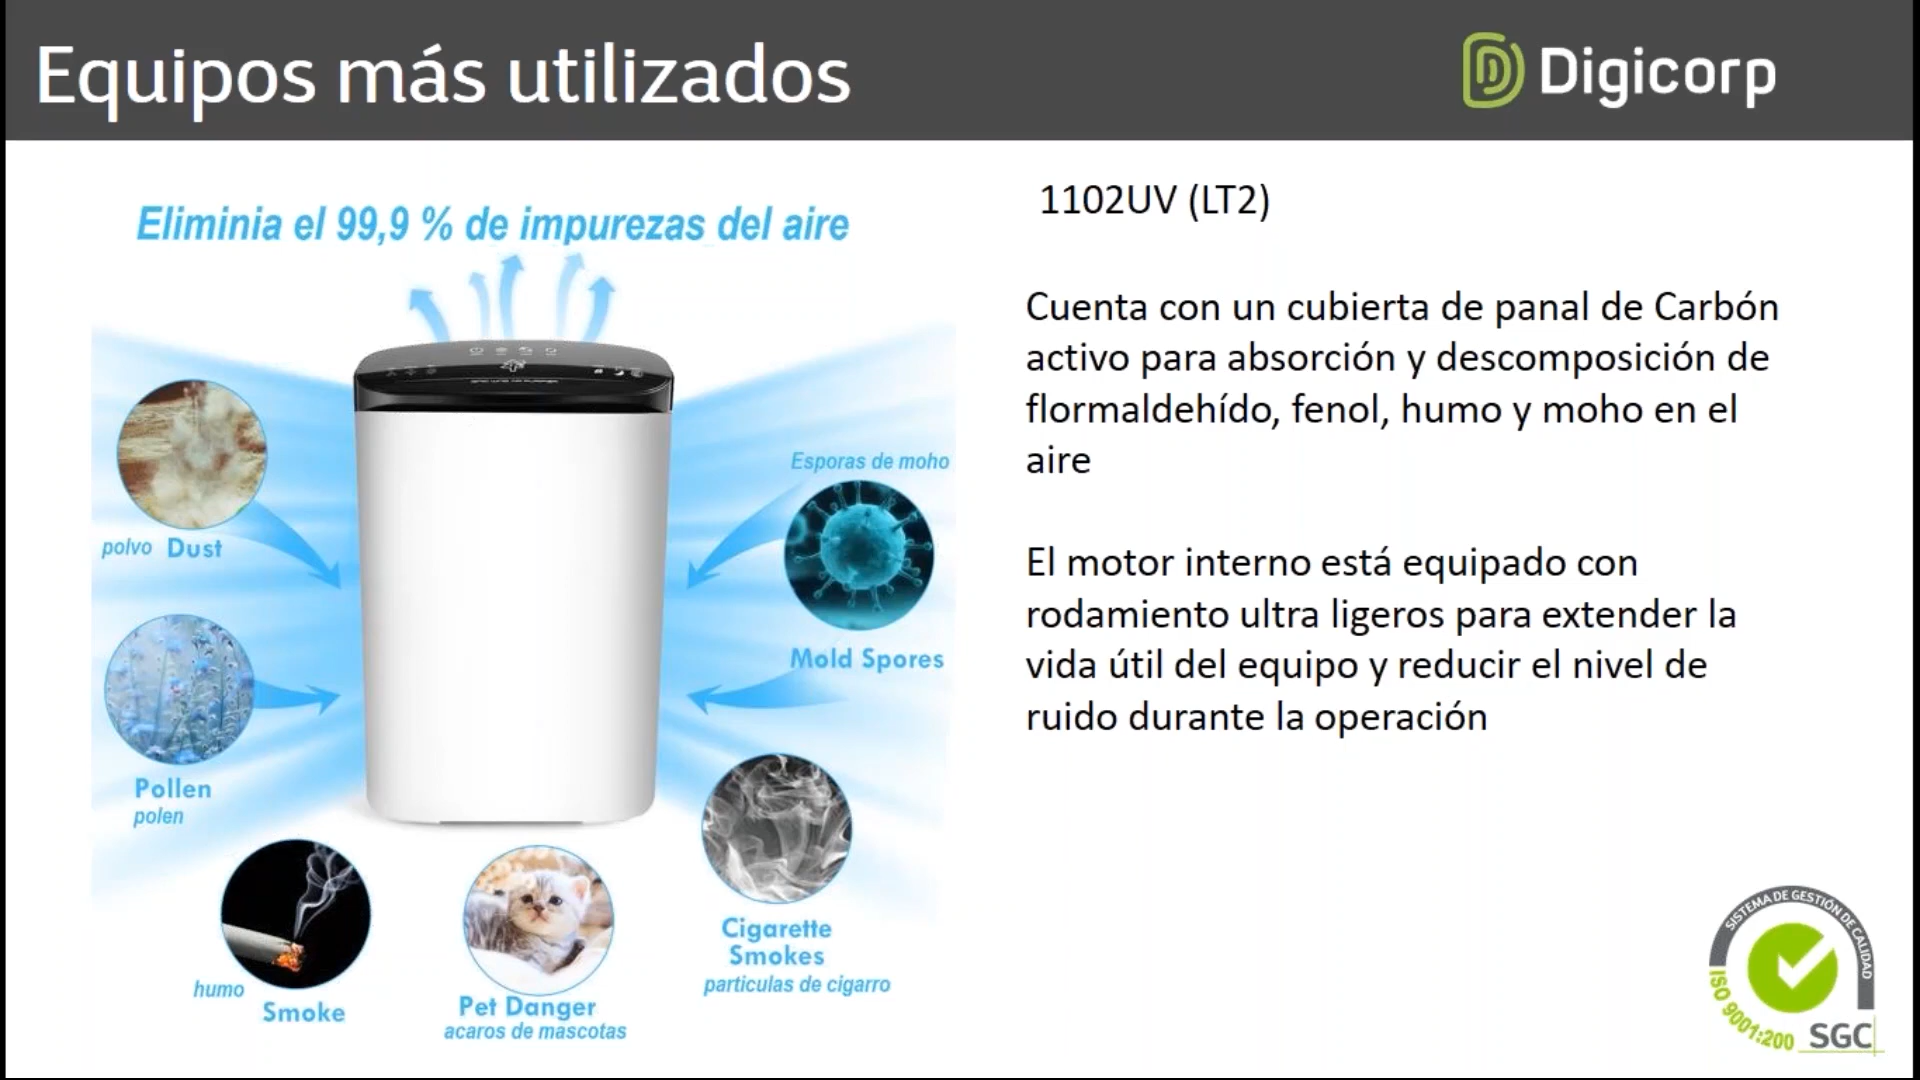 Equipos más utilizados
Digicorp
Eliminia el 99,9 % de impurezas del aire
1102UV (LT2)
Cuenta con un cubierta de panal de Carbón
activo para absorción y descomposición de
flormaldehído, fenol, humo y moho en el
aire
El motor interno está equipado con
rodamiento ultra ligeros para extender la
vida útil del equipo y reducir el nivel de
ruido durante la operación
polvo Dust
Esporas de moho
Mold Spores
Pollen
polen
humo
Smoke
Pet Danger
acaros de mascotas
Cigarette
Smokes
particulas de cigarro
SISTEMA DE GESTIÓN DE CALIDAD
ISO 9001:200
SGC